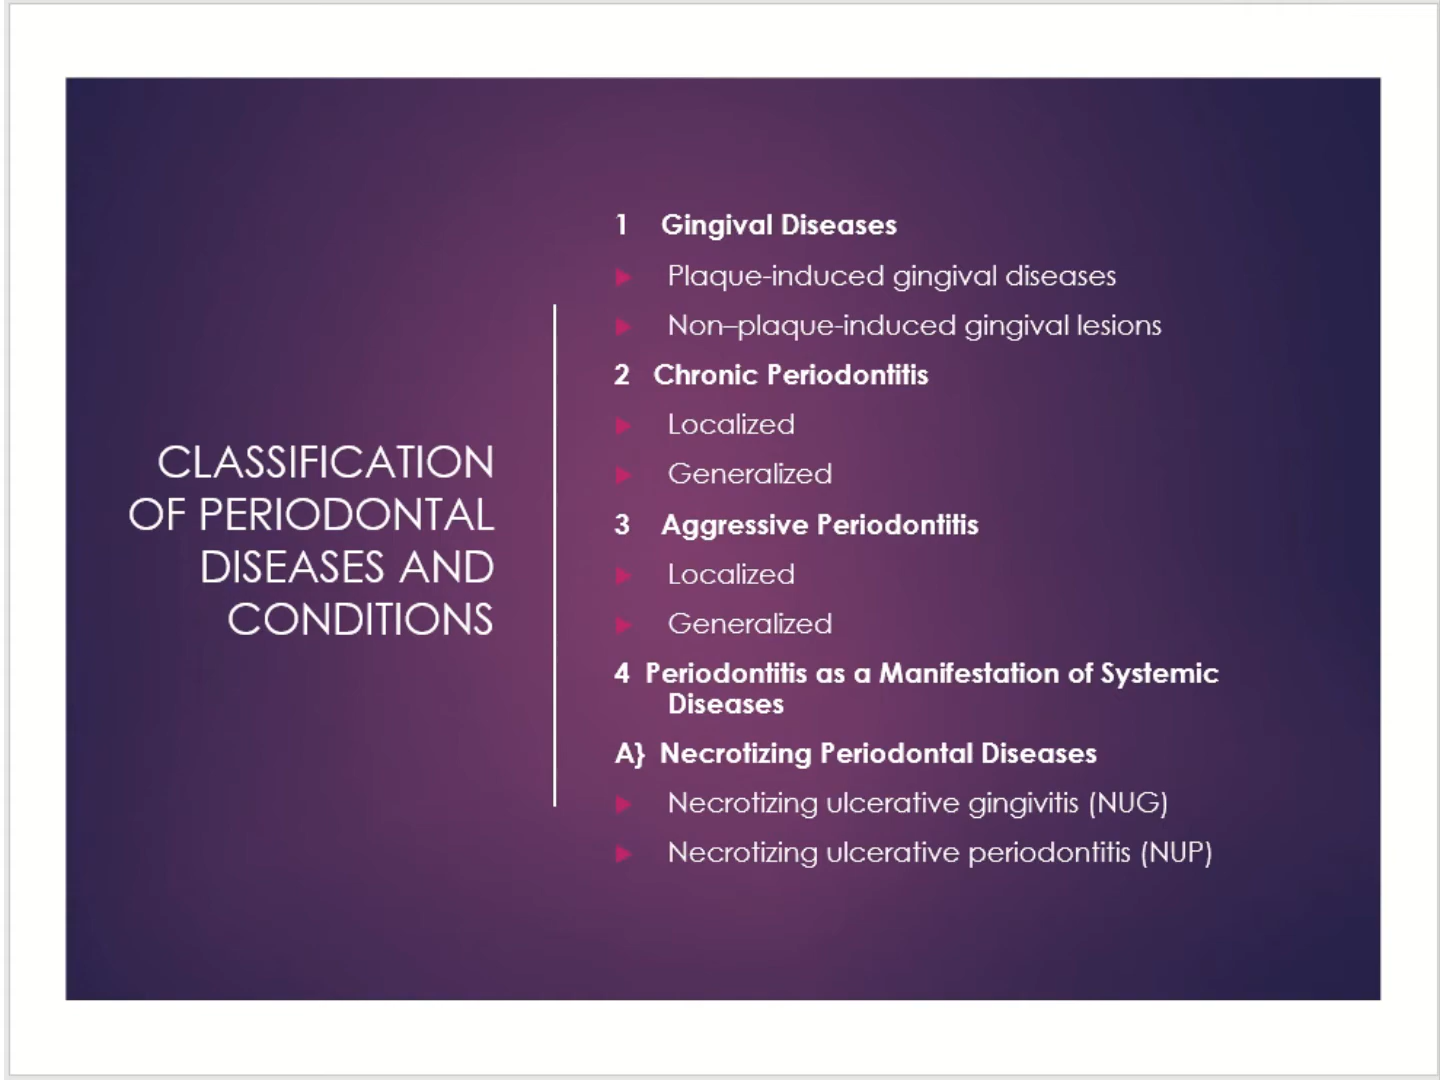 CLASSIFICATION
OF PERIODONTAL
DISEASES AND
CONDITIONS
1 Gingival Diseases
Plaque-induced gingival diseases
Non–plaque-induced gingival lesions
2 Chronic Periodontitis
Localized
Generalized
3 Aggressive Periodontitis
Localized
Generalized
4 Periodontitis as a Manifestation of Systemic
Diseases
A} Necrotizing Periodontal Diseases
Necrotizing ulcerative gingivitis (NUG)
Necrotizing ulcerative periodontitis (NUP)